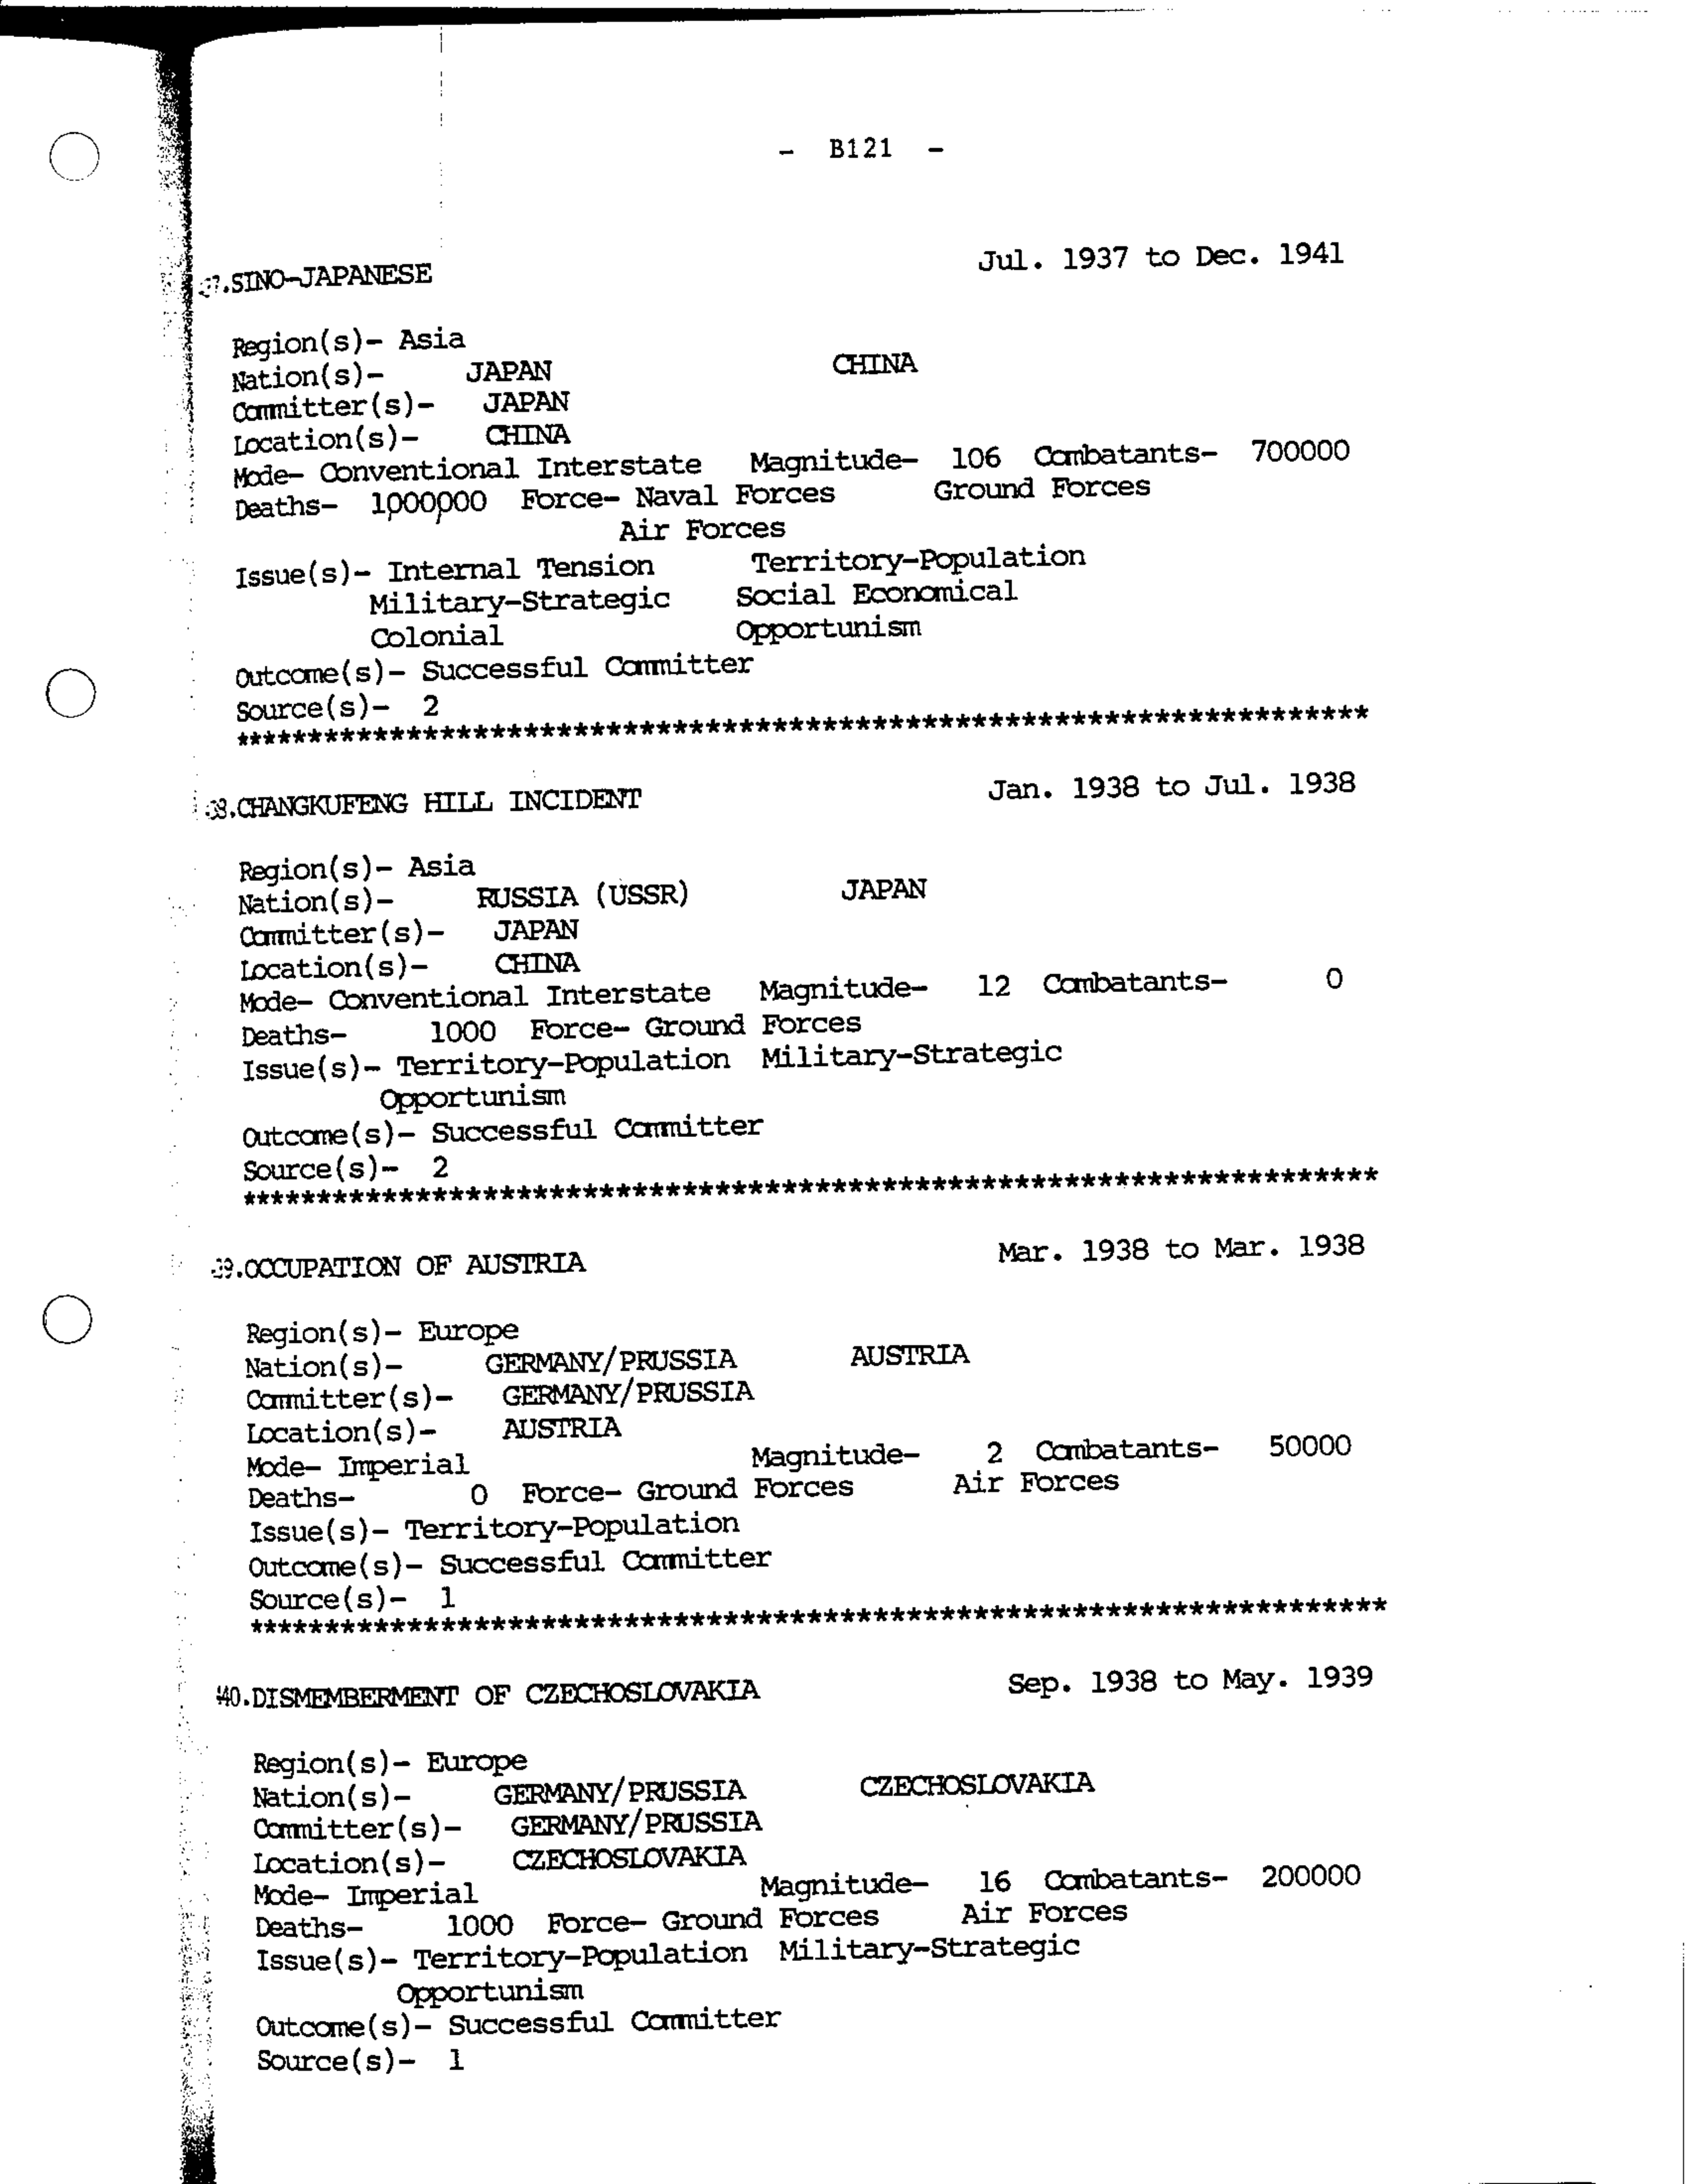 - B121 -
37.SINO-JAPANESE Jul. 1937 to Dec. 1941
Region(s)- Asia
Nation(s)- JAPAN CHINA
Committer(s)- JAPAN
Location(s)- CHINA
Mode- Conventional Interstate Magnitude- 106 Combatants- 700000
Deaths- 1000000 Force- Naval Forces Ground Forces
Air Forces
Issue(s)- Internal Tension Territory-Population
Military-Strategic Social Economical
Colonial Opportunism
Outcome(s)- Successful Committer
Source(s)- 2
********************************************************************
38.CHANGKUFENG HILL INCIDENT Jan. 1938 to Jul. 1938
Region(s)- Asia
Nation(s)- RUSSIA (USSR) JAPAN
Committer(s)- JAPAN
Location(s)- CHINA
Mode- Conventional Interstate Magnitude- 12 Combatants- 0
Deaths- 1000 Force- Ground Forces
Issue(s)- Territory-Population Military-Strategic
Opportunism
Outcome(s)- Successful Committer
Source(s)- 2
********************************************************************
39.OCCUPATION OF AUSTRIA Mar. 1938 to Mar. 1938
Region(s)- Europe
Nation(s)- GERMANY/PRUSSIA AUSTRIA
Committer(s)- GERMANY/PRUSSIA
Location(s)- AUSTRIA
Mode- Imperial Magnitude- 2 Combatants- 50000
Deaths- 0 Force- Ground Forces Air Forces
Issue(s)- Territory-Population
Outcome(s)- Successful Committer
Source(s)- 1
********************************************************************
40.DISMEMBERMENT OF CZECHOSLOVAKIA Sep. 1938 to May. 1939
Region(s)- Europe
Nation(s)- GERMANY/PRUSSIA CZECHOSLOVAKIA
Committer(s)- GERMANY/PRUSSIA
Location(s)- CZECHOSLOVAKIA
Mode- Imperial Magnitude- 16 Combatants- 200000
Deaths- 1000 Force- Ground Forces Air Forces
Issue(s)- Territory-Population Military-Strategic
Opportunism
Outcome(s)- Successful Committer
Source(s)- 1